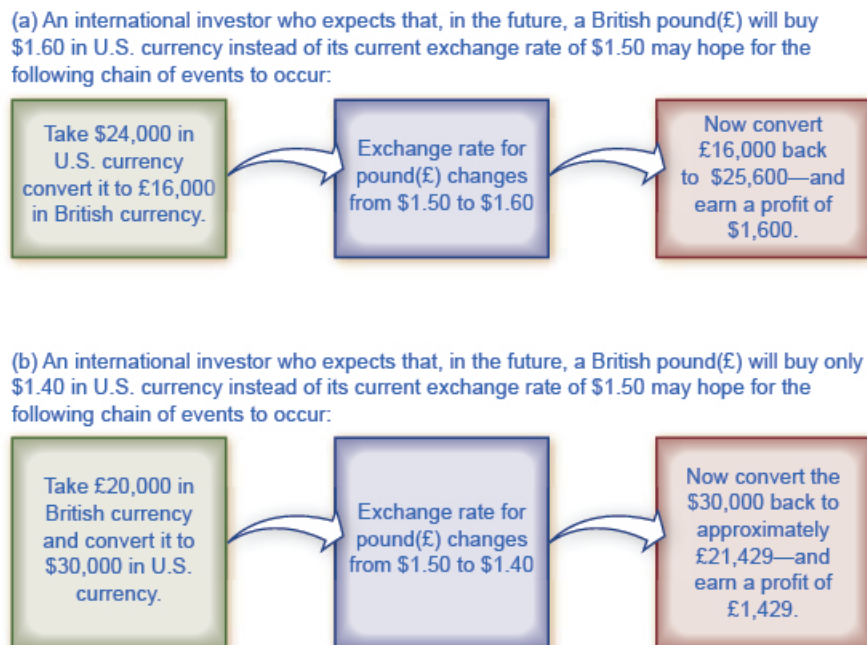 (a) An international investor who expects that, in the future, a British pound(£) will buy
$1.60 in U.S. currency instead of its current exchange rate of $1.50 may hope for the
following chain of events to occur:
Take $24,000 in
U.S. currency
convert it to £16,000
in British currency.
Exchange rate for
pound(£) changes
from $1.50 to $1.60
Now convert
£16,000 back
to $25,600—and
earn a profit of
$1,600.
(b) An international investor who expects that, in the future, a British pound(£) will buy only
$1.40 in U.S. currency instead of its current exchange rate of $1.50 may hope for the
following chain of events to occur:
Take £20,000 in
British currency
and convert it to
$30,000 in U.S.
currency.
Exchange rate for
pound(£) changes
from $1.50 to $1.40
Now convert the
$30,000 back to
approximately
£21,429—and
earn a profit of
£1,429.